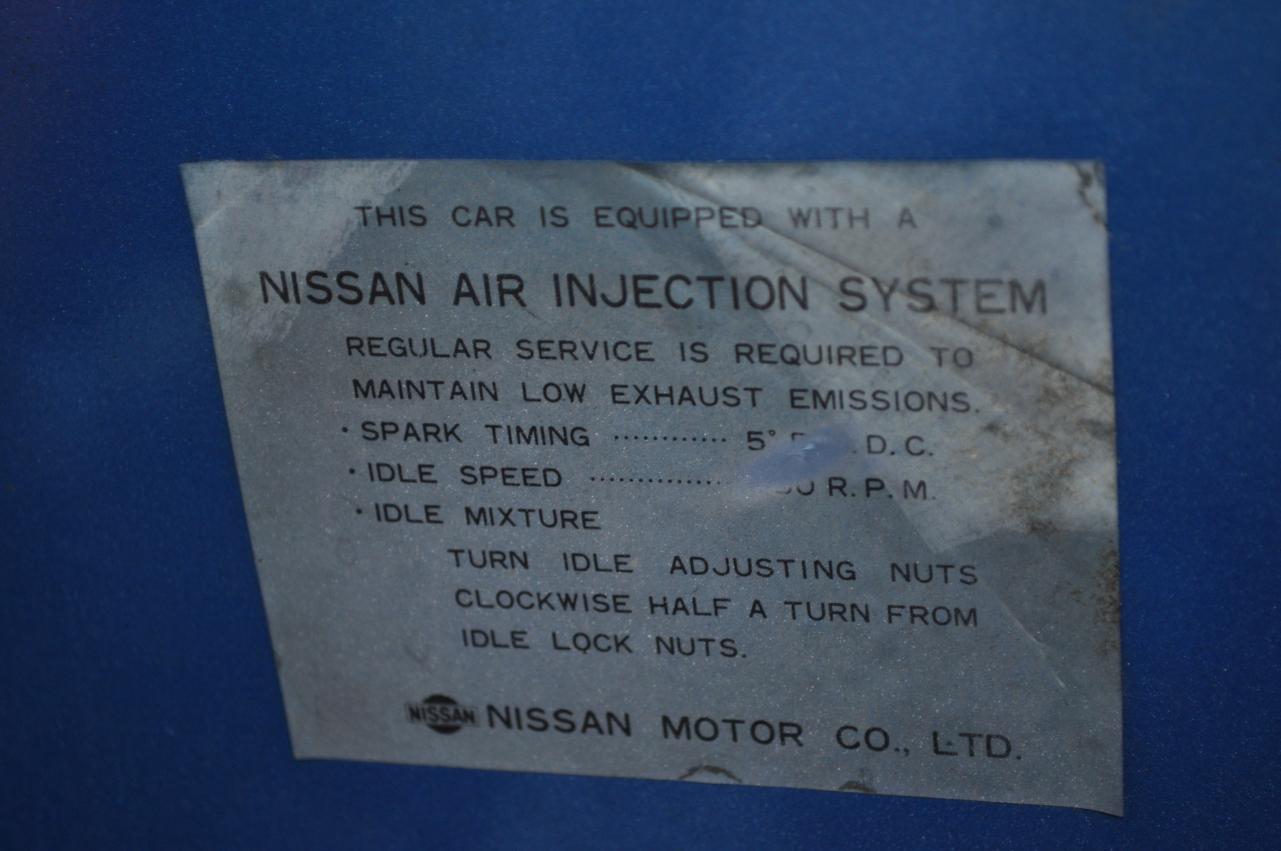 THIS CAR IS EQUIPPED WITH A
NISSAN AIR INJECTION SYSTEM
REGULAR SERVICE IS REQUIRED TO
MAINTAIN LOW EXHAUST EMISSIONS.
· SPARK TIMING ············ 5° D.C.
· IDLE SPEED ·············· R.P.M.
· IDLE MIXTURE
TURN IDLE ADJUSTING NUTS
CLOCKWISE HALF A TURN FROM
IDLE LOCK NUTS.
NISSAN NISSAN MOTOR CO., LTD.